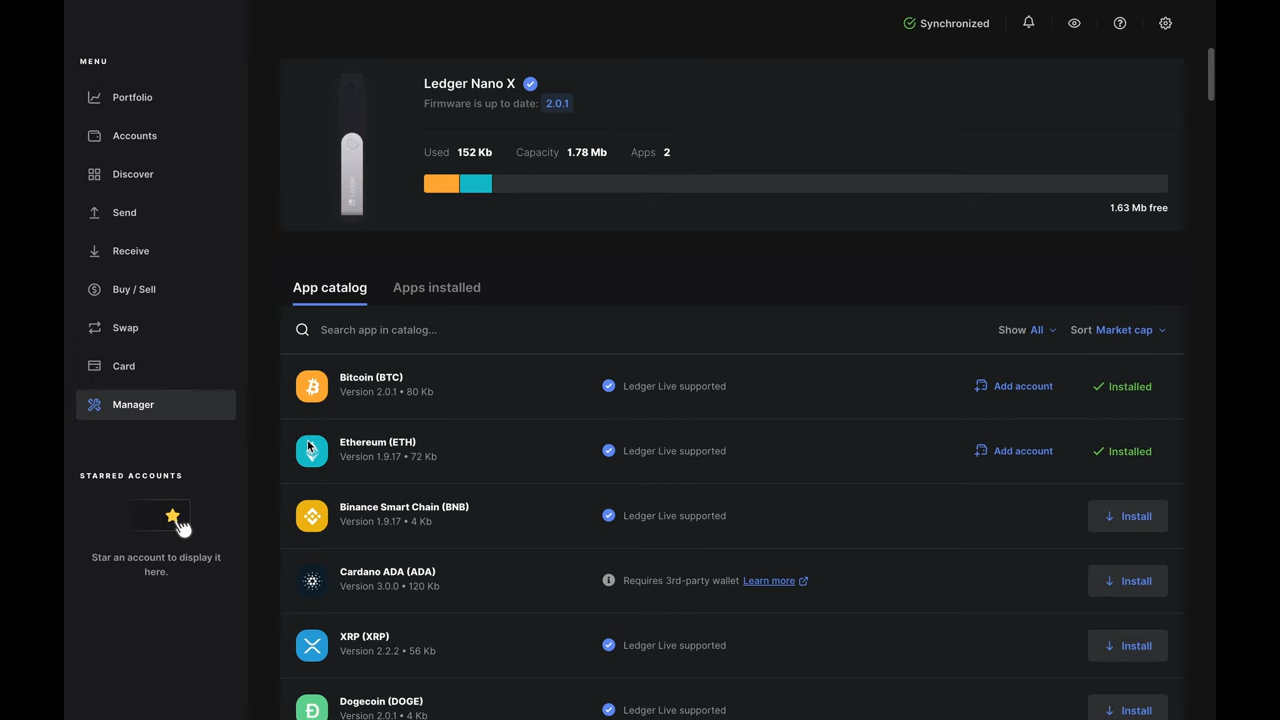 Synchronized
MENU
Portfolio
Accounts
Discover
Send
Receive
Buy / Sell
Swap
Card
Manager
STARRED ACCOUNTS
Star an account to display it
here.
Ledger Nano X
Firmware is up to date: 2.0.1
Used 152 Kb Capacity 1.78 Mb Apps 2
1.63 Mb free
App catalog Apps installed
Search app in catalog... Show All Sort Market cap
Bitcoin (BTC)
Version 2.0.1 • 80 Kb
Ledger Live supported
Add account
Installed
Ethereum (ETH)
Version 1.9.17 • 72 Kb
Ledger Live supported
Add account
Installed
Binance Smart Chain (BNB)
Version 1.9.17 • 4 Kb
Ledger Live supported
Install
Cardano ADA (ADA)
Version 3.0.0 • 120 Kb
Requires 3rd-party wallet Learn more
Install
XRP (XRP)
Version 2.2.2 • 56 Kb
Ledger Live supported
Install
Dogecoin (DOGE)
Version 2.0.1 • 4 Kb
Ledger Live supported
Install